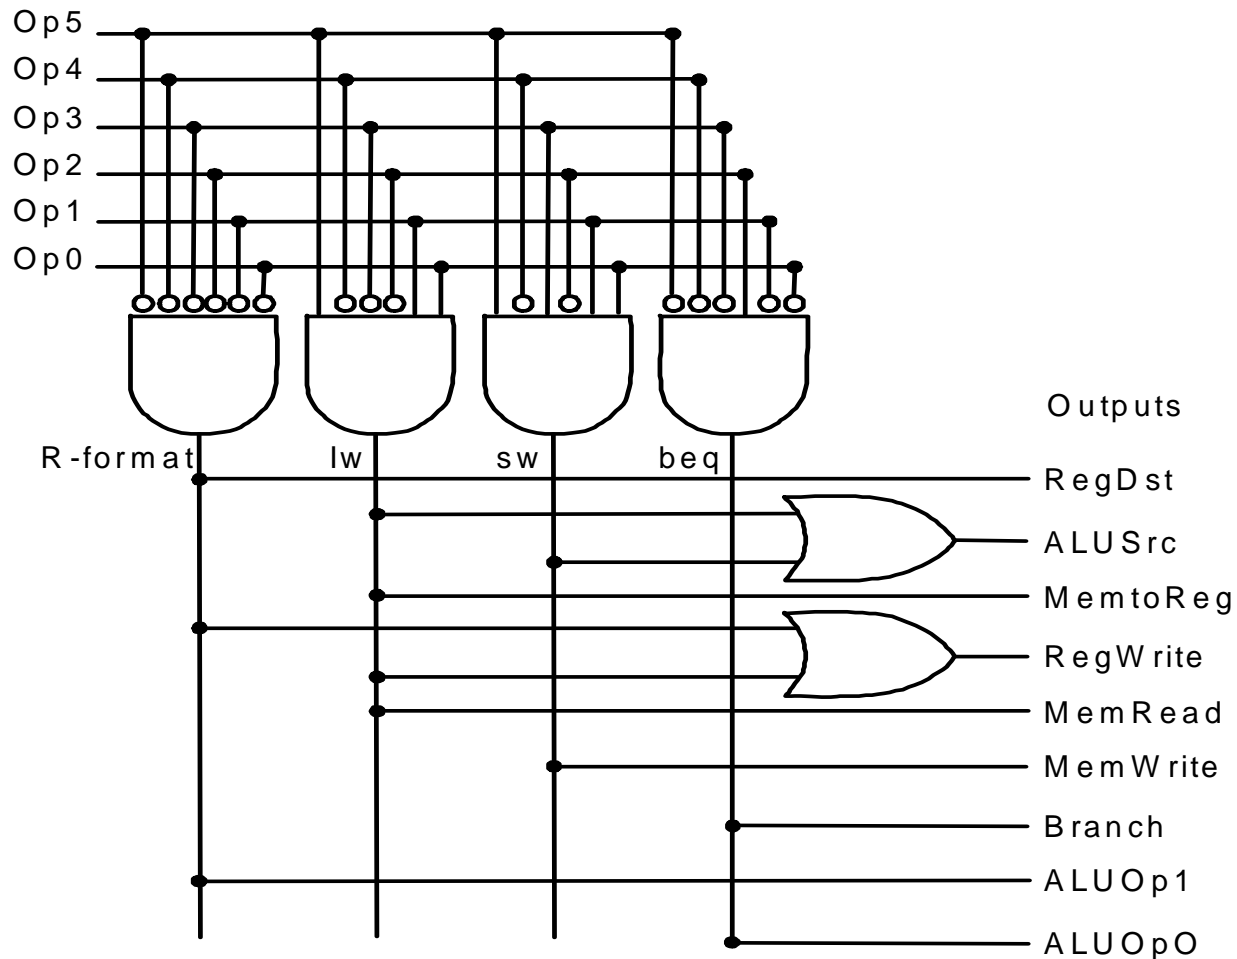 Op5
Op4
Op3
Op2
Op1
Op0
Outputs
R-format
lw
sw
beq
RegDst
ALUSrc
MemtoReg
RegWrite
MemRead
MemWrite
Branch
ALUOp1
ALUOpO